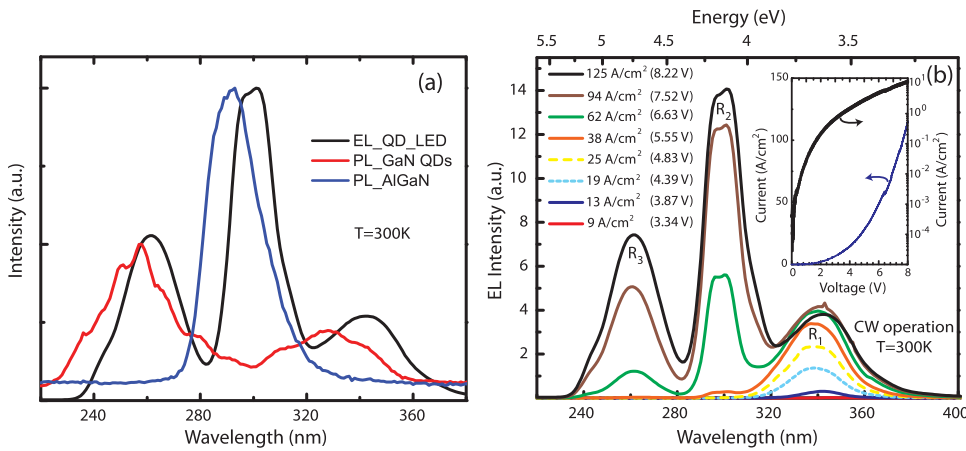 (a)
EL_QD_LED
PL_GaN QDs
PL_AlGaN
T=300K
Intensity (a.u.)
240 280 320 360
Wavelength (nm)
Energy (eV)
5.5 5 4.5 4 3.5
(b)
125 A/cm² (8.22 V)
94 A/cm² (7.52 V)
62 A/cm² (6.63 V)
38 A/cm² (5.55 V)
25 A/cm² (4.83 V)
19 A/cm² (4.39 V)
13 A/cm² (3.87 V)
9 A/cm² (3.34 V)
R₂
R₃
R₁
EL Intensity (a.u.)
14
12
10
8
6
4
2
150
100
50
0
Current (A/cm²)
10¹
10⁰
10⁻¹
10⁻²
10⁻³
10⁻⁴
Current (A/cm²)
0 2 4 6 8
Voltage (V)
CW operation
T=300K
240 280 320 360 400
Wavelength (nm)